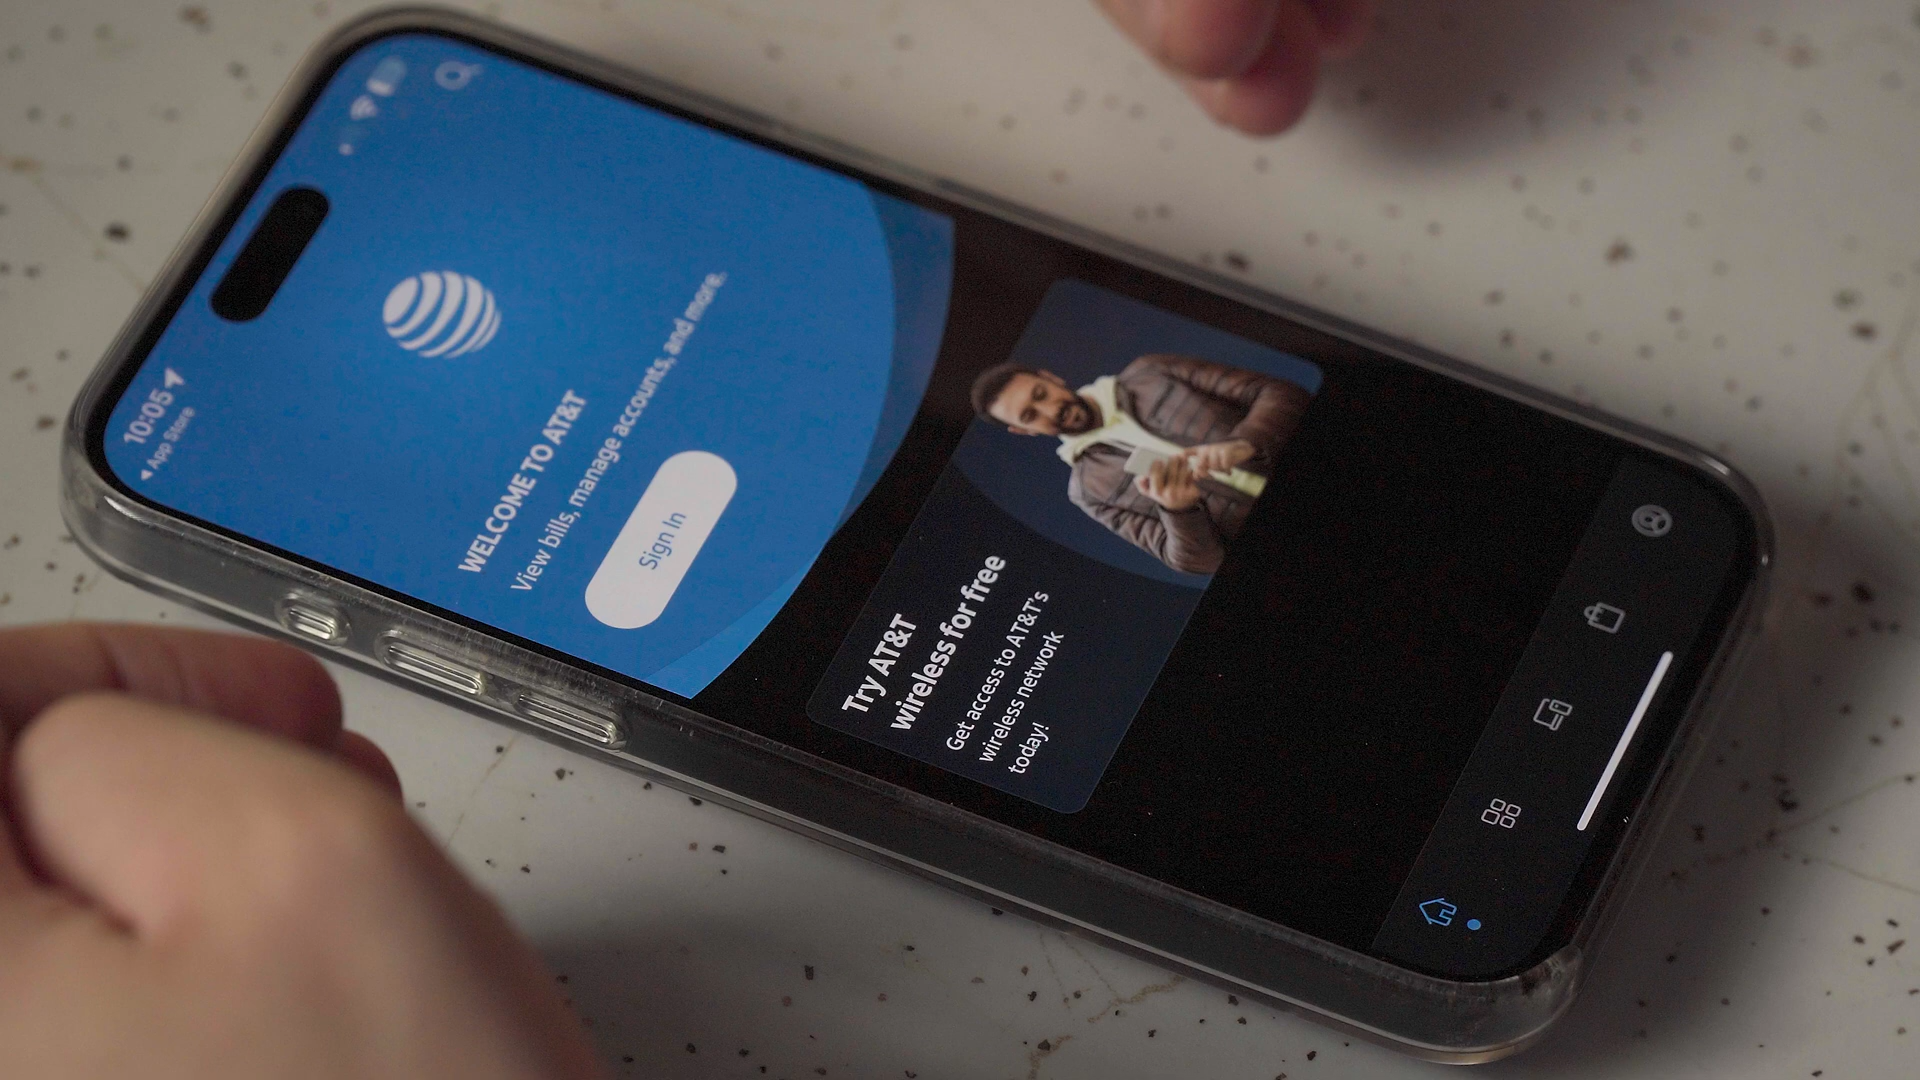 10:05
App Store
WELCOME TO AT&T
View bills, manage accounts, and more.
Sign In
Try AT&T
wireless for free
Get access to AT&T's
wireless network
today!